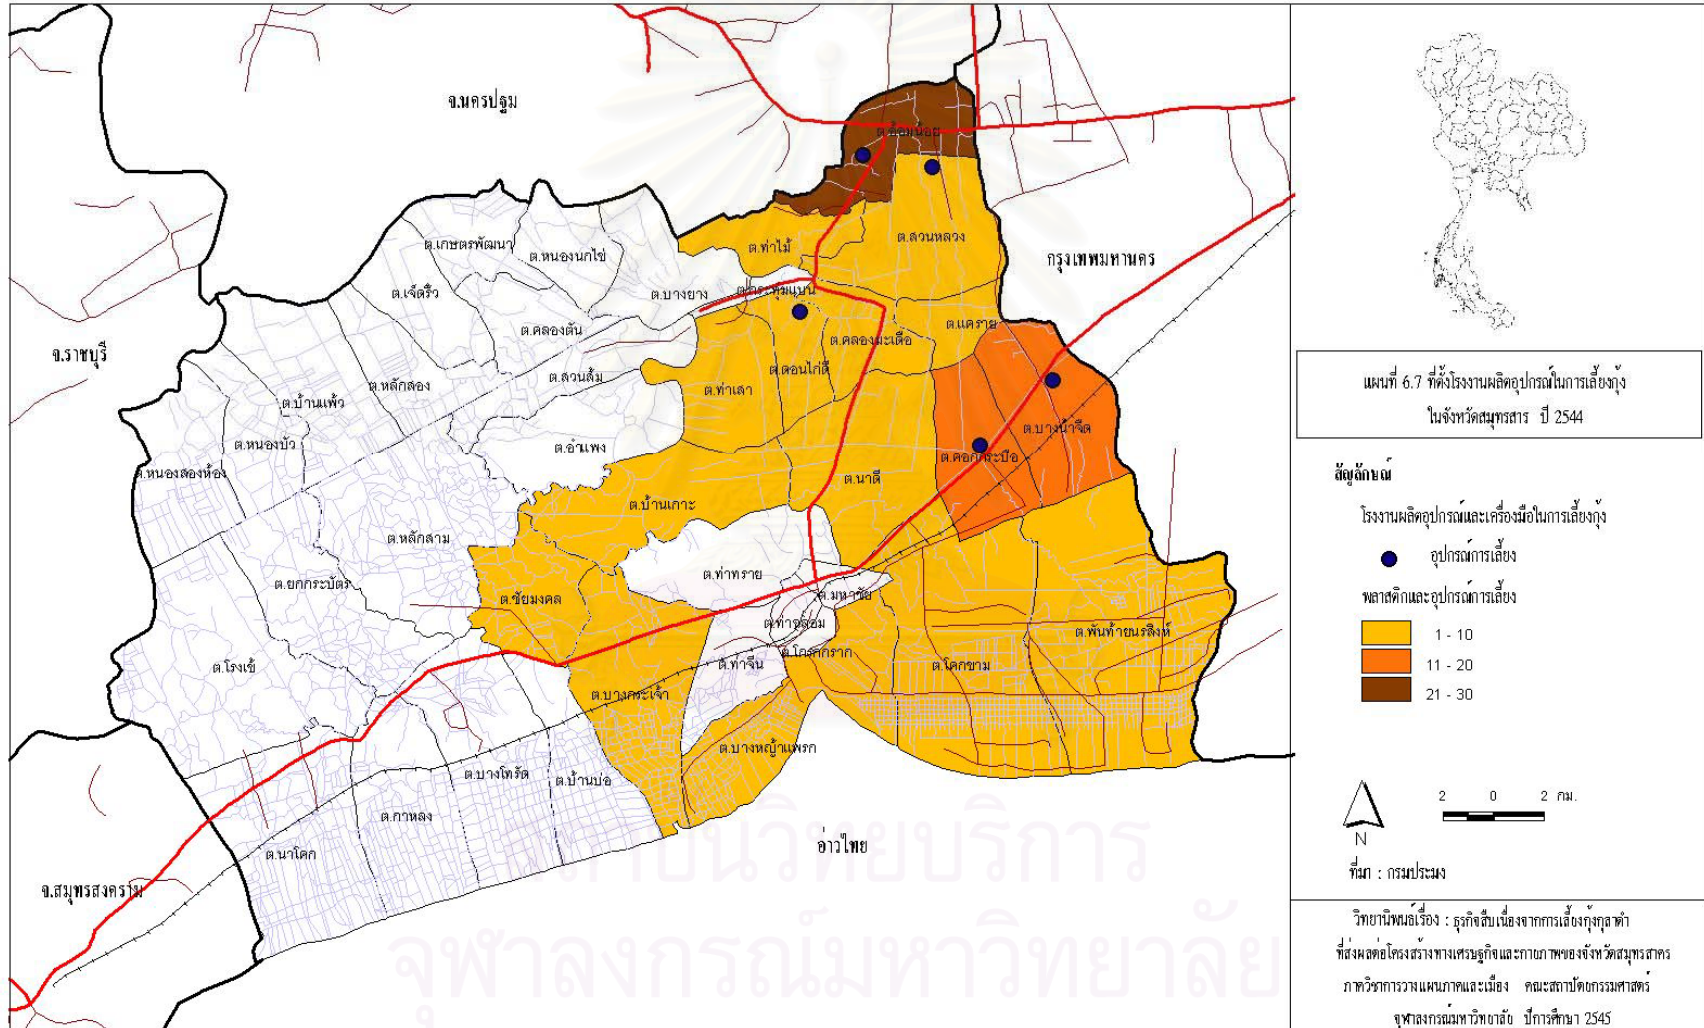 จ.นครปฐม
ต.อ้อมน้อย
ต.สวนหลวง
ต.ท่าไม้
กรุงเทพมหานคร
ต.เกษตรพัฒนา
ต.หนองนกไข่
ต.เจ็ดริ้ว
ต.บางยาง
ต.กระทุ่มแบน
ต.คลองตัน
ต.แคราย
ต.คลองมะเดื่อ
จ.ราชบุรี
ต.สวนส้ม
ต.ดอนไก่ดี
ต.หลักสอง
ต.ท่าเสา
ต.บ้านแพ้ว
ต.บางน้ำจืด
ต.หนองบัว
ต.อำแพง
ต.คอกกระบือ
ต.หนองสองห้อง
ต.นาดี
ต.บ้านเกาะ
ต.หลักสาม
ต.ท่าทราย
ต.ยกกระบัตร
ต.ชัยมงคล
ต.มหาชัย
ต.ท่าฉลอม
ต.พันท้ายนรสิงห์
ต.โกรกกราก
ต.โรงเข้
ต.ท่าจีน
ต.โคกขาม
ต.บางกระเจ้า
ต.บางหญ้าแพรก
ต.บางโทรัด
ต.บ้านบ่อ
ต.กาหลง
ต.นาโคก
อ่าวไทย
จ.สมุทรสงคราม
สถาบันวิทยบริการ
จุฬาลงกรณ์มหาวิทยาลัย
แผนที่ 6.7 ที่ตั้งโรงงานผลิตอุปกรณ์ในการเลี้ยงกุ้ง
ในจังหวัดสมุทรสาร ปี 2544
สัญลักษณ์
โรงงานผลิตอุปกรณ์และเครื่องมือในการเลี้ยงกุ้ง
อุปกรณ์การเลี้ยง
พลาสติกและอุปกรณ์การเลี้ยง
1 - 10
11 - 20
21 - 30
2 0 2 กม.
N
ที่มา : กรมประมง
วิทยานิพนธ์เรื่อง : ธุรกิจสืบเนื่องจากการเลี้ยงกุ้งกุลาดำ
ที่ส่งผลต่อโครงสร้างทางเศรษฐกิจและกายภาพของจังหวัดสมุทรสาคร
ภาควิชาการวางแผนภาคและเมือง คณะสถาปัตยกรรมศาสตร์
จุฬาลงกรณ์มหาวิทยาลัย ปีการศึกษา 2545